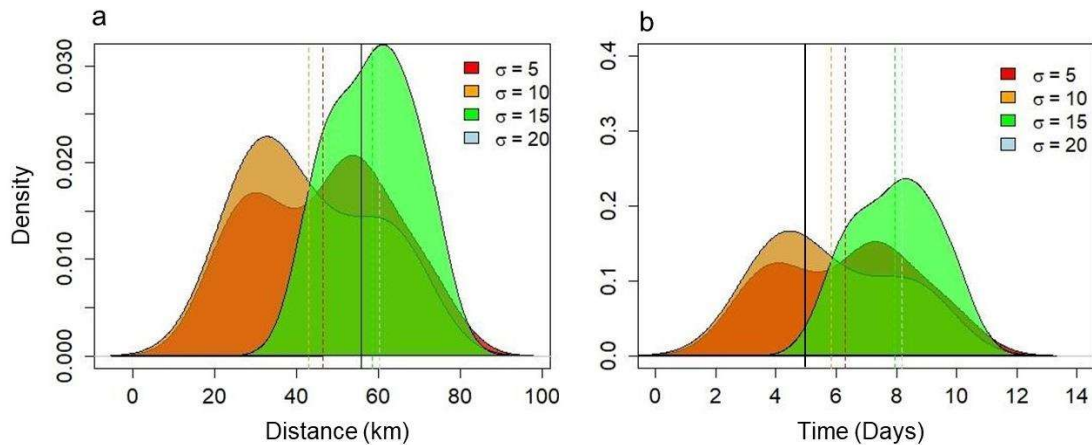 a
b
Density
0.000
0.010
0.020
0.030
σ = 5
σ = 10
σ = 15
σ = 20
0 20 40 60 80 100
Distance (km)
0.0
0.1
0.2
0.3
0.4
σ = 5
σ = 10
σ = 15
σ = 20
0 2 4 6 8 10 12 14
Time (Days)